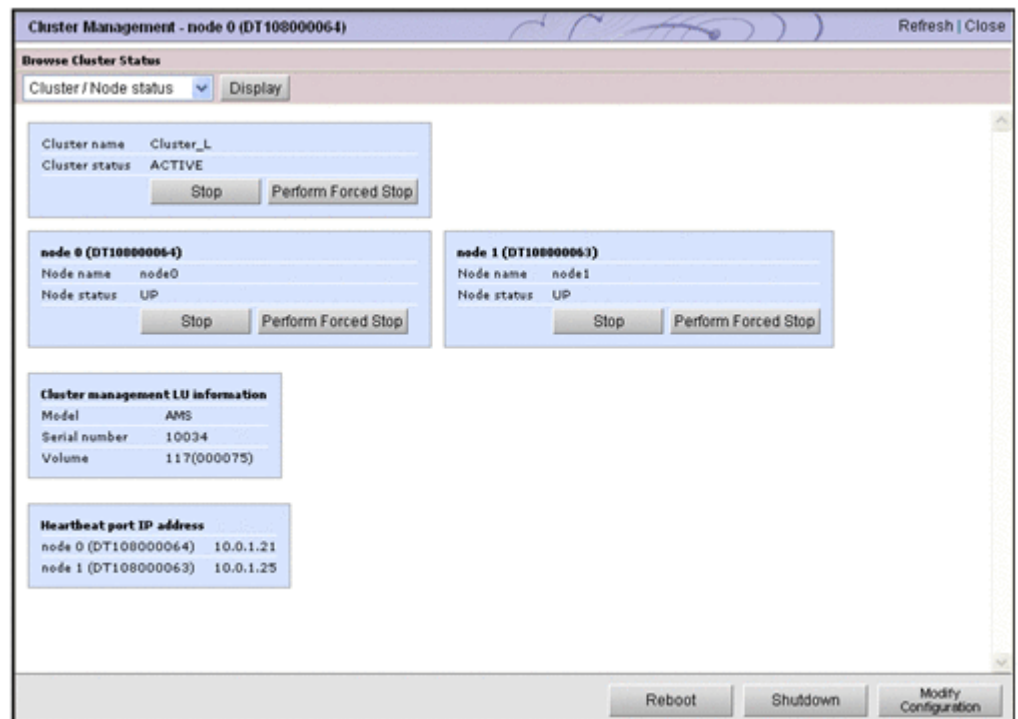 Cluster Management - node 0 (DT108000064)
Refresh | Close
Browse Cluster Status
Cluster / Node status
Display
Cluster name Cluster_L
Cluster status ACTIVE
Stop Perform Forced Stop
node 0 (DT108000064)
Node name node0
Node status UP
Stop Perform Forced Stop
node 1 (DT108000063)
Node name node1
Node status UP
Stop Perform Forced Stop
Cluster management LU information
Model AMS
Serial number 10034
Volume 117(000075)
Heartbeat port IP address
node 0 (DT108000064) 10.0.1.21
node 1 (DT108000063) 10.0.1.25
Reboot
Shutdown
Modify
Configuration